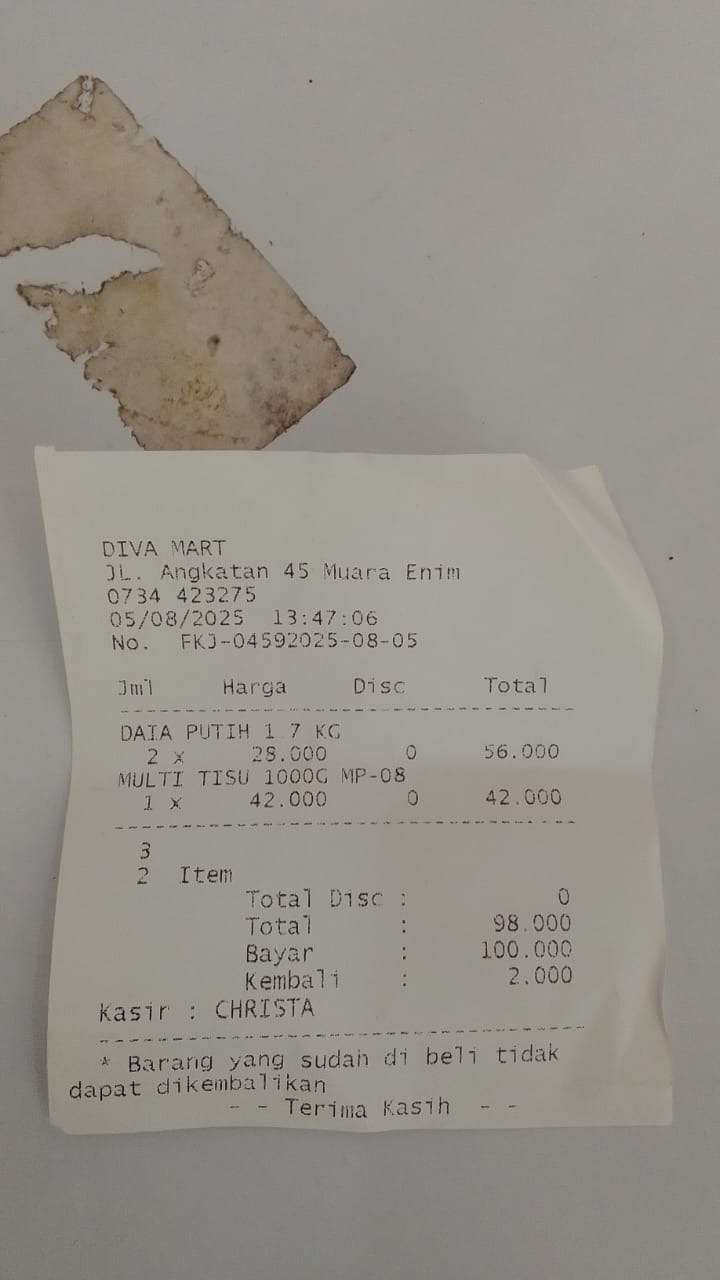 DIVA MART
JL. Angkatan 45 Muara Enim
0734 423275
05/08/2025 13:47:06
No. FKJ-04592025-08-05
Jml Harga Disc Total
DAIA PUTIH 1.7 KG
2 x 28.000 0 56.000
MULTI TISU 1000G MP-08
1 x 42.000 0 42.000
3
2 Item
Total Disc : 0
Total : 98.000
Bayar : 100.000
Kembali : 2.000
Kasir : CHRISTA
* Barang yang sudah di beli tidak
dapat dikembalikan
- - Terima Kasih - -